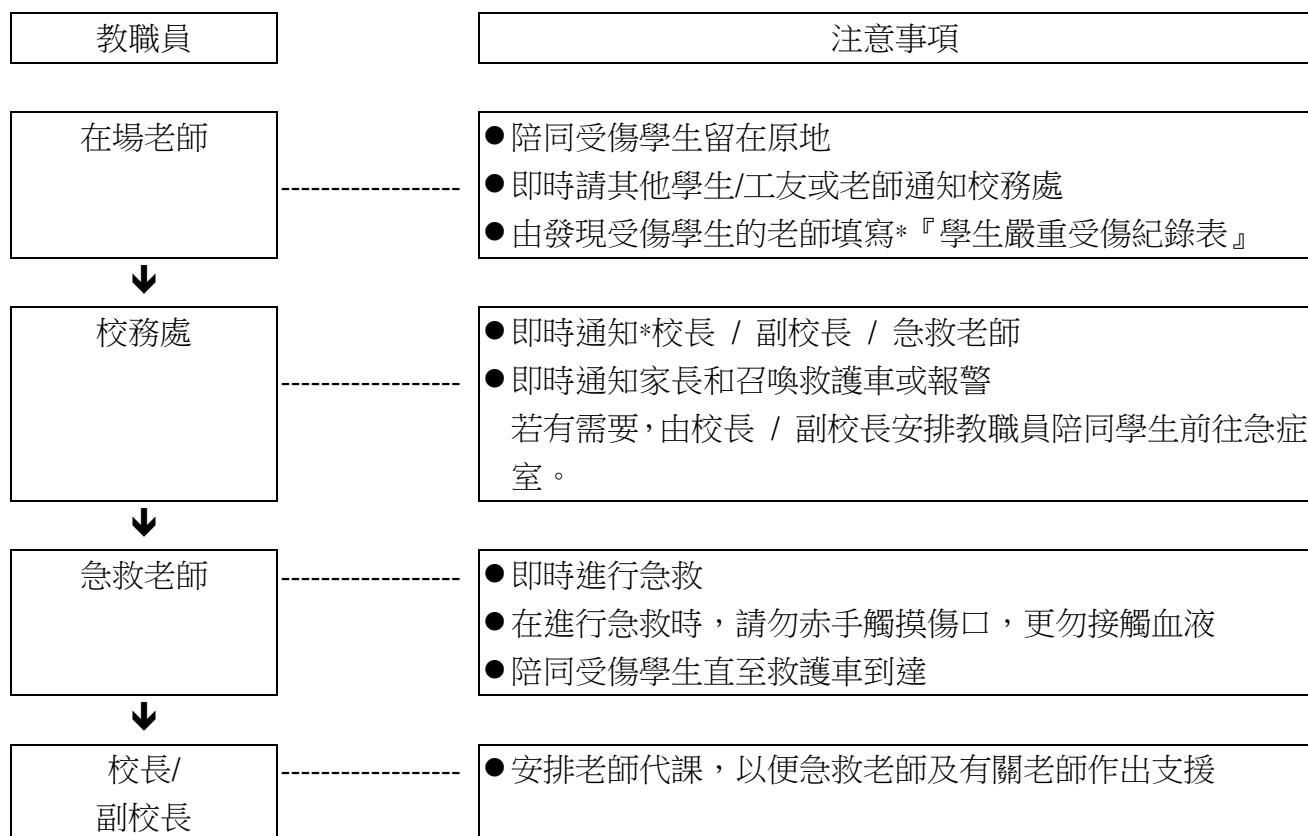 教職員
注意事項
在場老師
●陪同受傷學生留在原地
●即時請其他學生/工友或老師通知校務處
●由發現受傷學生的老師填寫*『學生嚴重受傷紀錄表』
校務處
●即時通知*校長 / 副校長 / 急救老師
●即時通知家長和召喚救護車或報警
若有需要，由校長 / 副校長安排教職員陪同學生前往急症
室。
急救老師
●即時進行急救
●在進行急救時，請勿赤手觸摸傷口，更勿接觸血液
●陪同受傷學生直至救護車到達
校長/
副校長
●安排老師代課，以便急救老師及有關老師作出支援